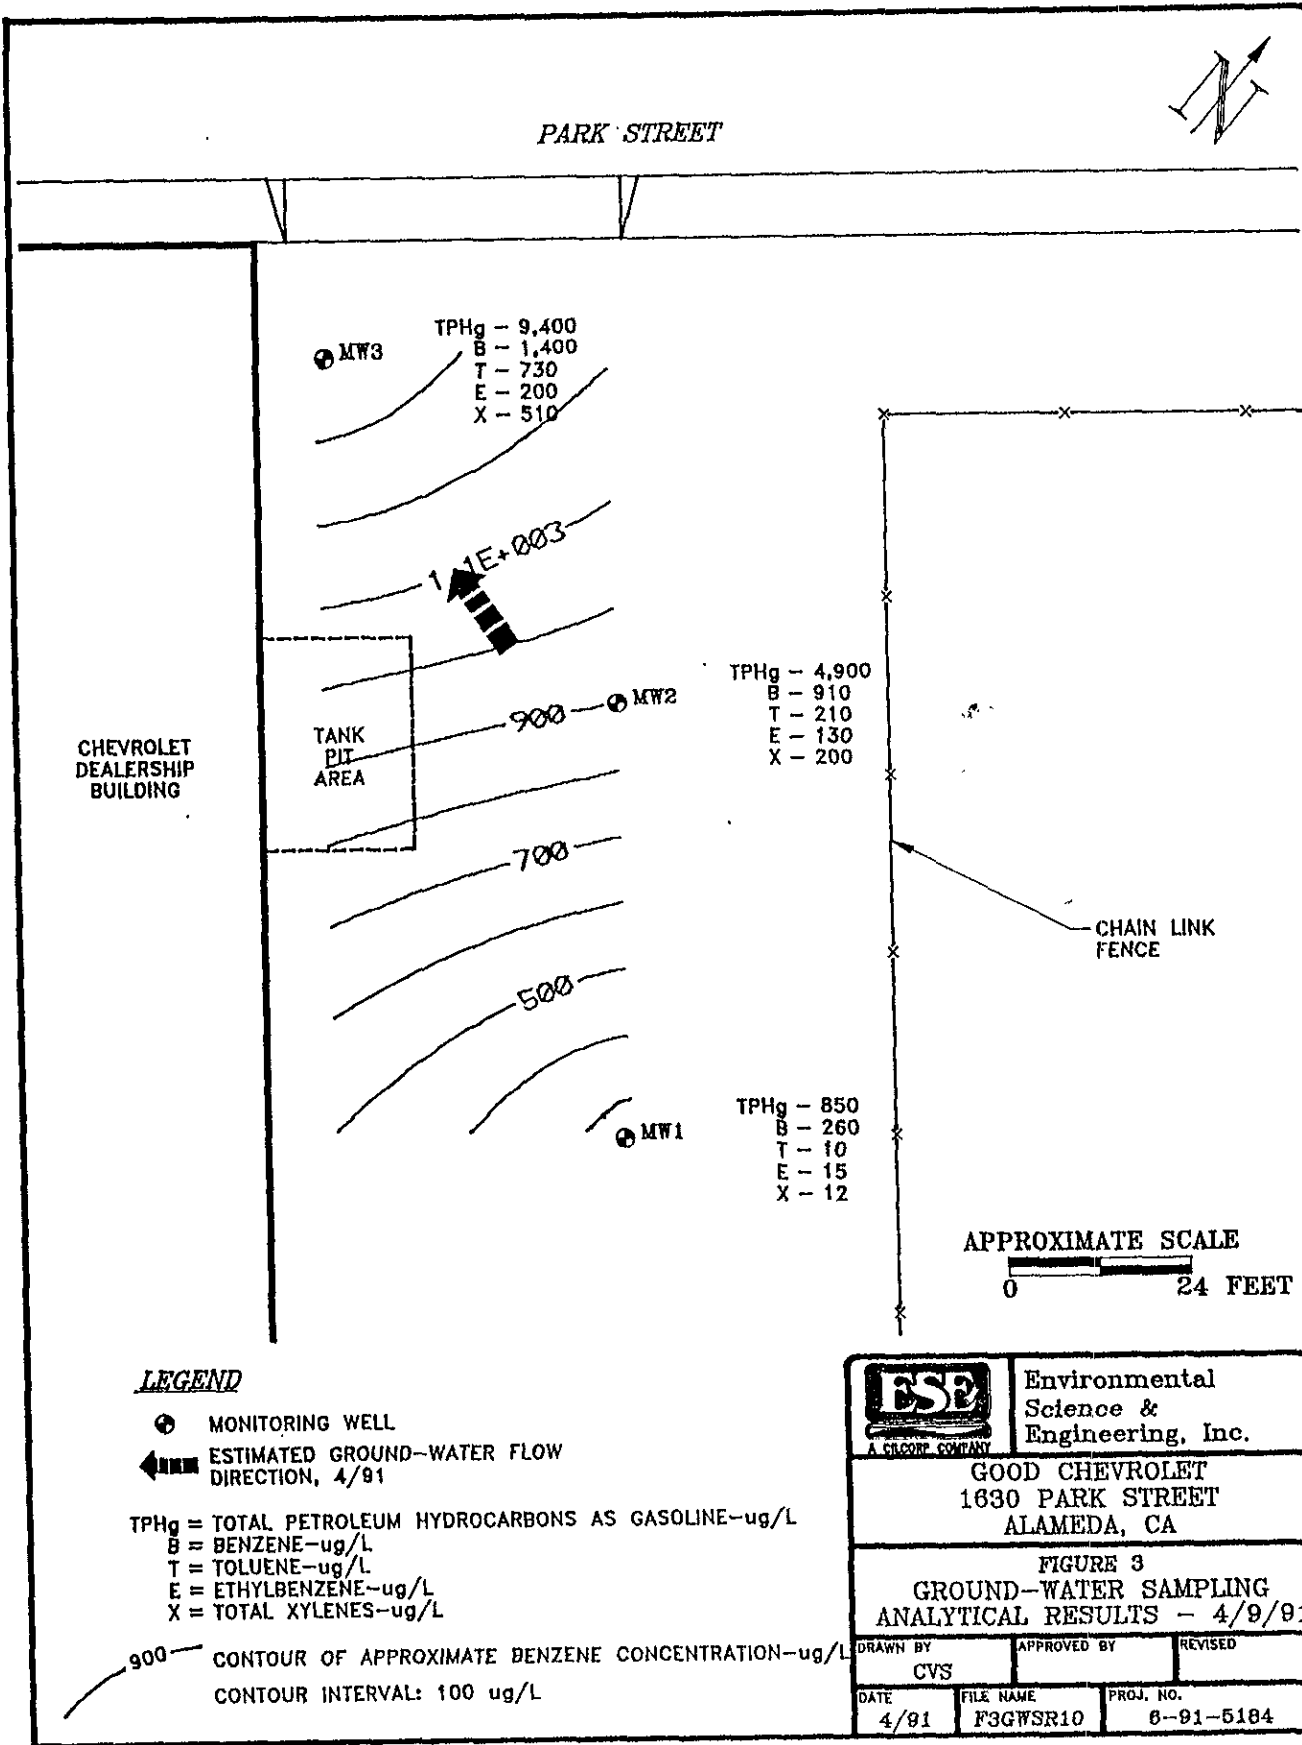 N
PARK STREET
MW3
TPHg - 9,400
B - 1,400
T - 730
E - 200
X - 510
1.1E+003
TPHg - 4,900
B - 910
T - 210
E - 130
X - 200
900
MW2
CHEVROLET
DEALERSHIP
BUILDING
TANK
PIT
AREA
700
CHAIN LINK
FENCE
500
TPHg - 850
B - 260
T - 10
E - 15
X - 12
MW1
APPROXIMATE SCALE
0 24 FEET
LEGEND
MONITORING WELL
ESTIMATED GROUND-WATER FLOW
DIRECTION, 4/91
TPHg = TOTAL PETROLEUM HYDROCARBONS AS GASOLINE-ug/L
B = BENZENE-ug/L
T = TOLUENE-ug/L
E = ETHYLBENZENE-ug/L
X = TOTAL XYLENES-ug/L
900
CONTOUR OF APPROXIMATE BENZENE CONCENTRATION-ug/L
CONTOUR INTERVAL: 100 ug/L
ESE
A CILCORP COMPANY
Environmental
Science &
Engineering, Inc.
GOOD CHEVROLET
1630 PARK STREET
ALAMEDA, CA
FIGURE 3
GROUND-WATER SAMPLING
ANALYTICAL RESULTS - 4/9/91
DRAWN BY
CVS
APPROVED BY
REVISED
DATE
4/91
FILE NAME
F3GWSR10
PROJ. NO.
6-91-5184